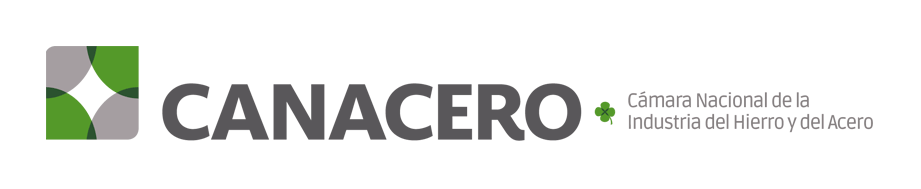 CANACERO
Cámara Nacional de la
Industria del Hierro y del Acero